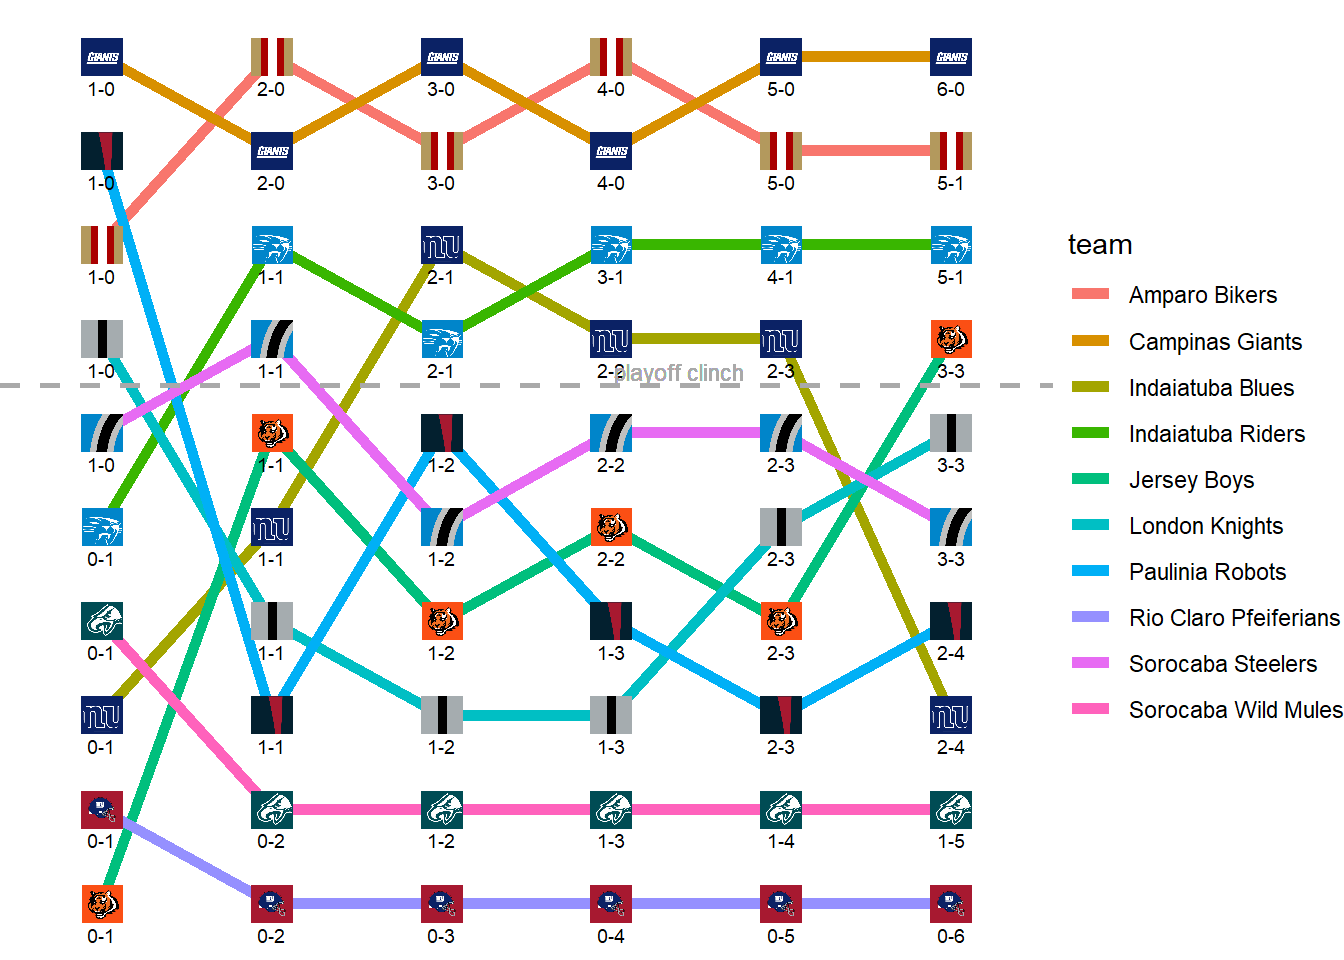 GIANTS GIANTS GIANTS
1-0 2-0 3-0 4-0 5-0 6-0
GIANTS GIANTS
1-0 2-0 3-0 4-0 5-0 5-1
ny
1-0 1-1 2-1 3-1 4-1 5-1
ny ny
1-0 1-1 2-1 2-2 2-3 3-3
playoff clinch
1-0 1-1 1-2 2-2 2-3 3-3
ny
0-1 1-1 1-2 2-2 2-3 3-3
0-1 1-1 1-2 1-3 2-3 2-4
ny ny
0-1 1-1 1-2 1-3 2-3 2-4
0-1 0-2 1-2 1-3 1-4 1-5
0-1 0-2 0-3 0-4 0-5 0-6
team
Amparo Bikers
Campinas Giants
Indaiatuba Blues
Indaiatuba Riders
Jersey Boys
London Knights
Paulinia Robots
Rio Claro Pfeiferians
Sorocaba Steelers
Sorocaba Wild Mules